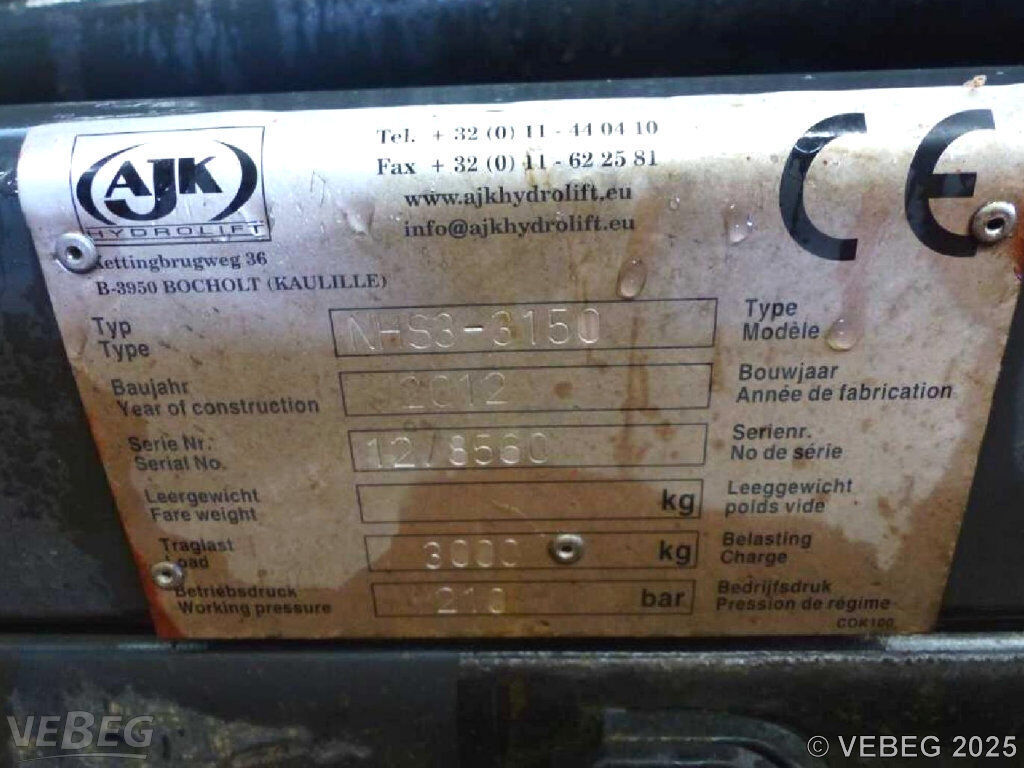 AJK
HYDROLIFT
Kettingbrugweg 36
B-3950 BOCHOLT (KAULILLE)
Tel. + 32 (0) 11 - 44 04 10
Fax + 32 (0) 11 - 62 25 81
www.ajkhydrolift.eu
info@ajkhydrolift.eu
CE
Typ NHS3-3150 Type
Type Modèle
Baujahr 2012 Bouwjaar
Year of construction Année de fabrication
Serie Nr. 12/8560 Serienr.
Serial No. No de série
Leergewicht kg Leeggewicht
Fare weight poids vide
Traglast 3000 kg Belasting
Load Charge
Betriebsdruck bar Bedrijfsdruk
Working pressure Pression de régime
CDK100
VEBEG
© VEBEG 2025